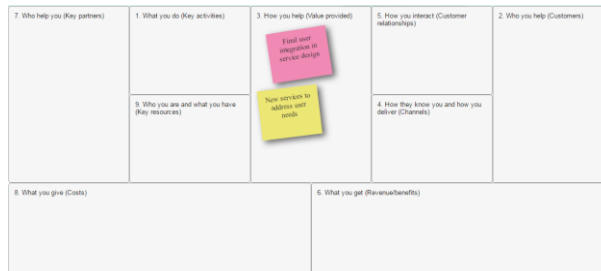 7. Who help you (Key partners)
1. What you do (Key activities)
3. How you help (Value provided)
5. How you interact (Customer
relationships)
2. Who you help (Customers)
Final user
integration in
service design
New services to
address user
needs
9. Who you are and what you have
(Key resources)
4. How they know you and how you
deliver (Channels)
8. What you give (Costs)
6. What you get (Revenue/benefits)